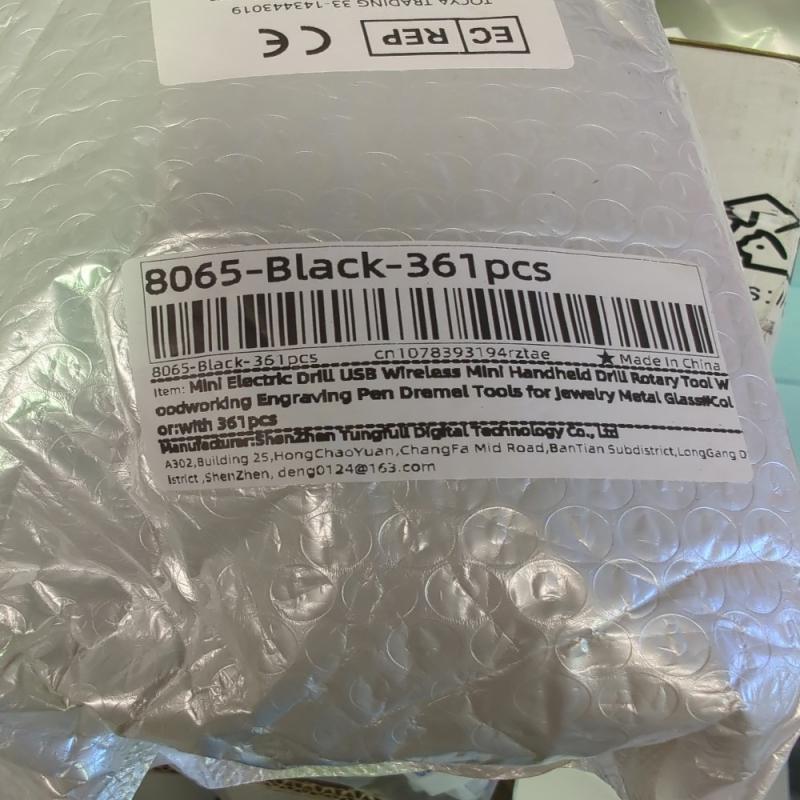 TOCYA TRADING 33-143443019
EC REP
CE
8065-Black-361pcs
8065-Black-361pcs cn1078393194rztae ★ Made In China
Item: Mini Electric Drill USB Wireless Mini Handheld Drill Rotary Tool W
oodworking Engraving Pen Dremel Tools for Jewelry Metal Glass#Col
or:with 361pcs
Manufacturer:ShenZhen Yungfull Digital Technology Co., Ltd
A302,Building 25,HongChaoYuan,ChangFa Mid Road,BanTian Subdistrict,LongGang D
istrict ,ShenZhen, deng0124@163.com